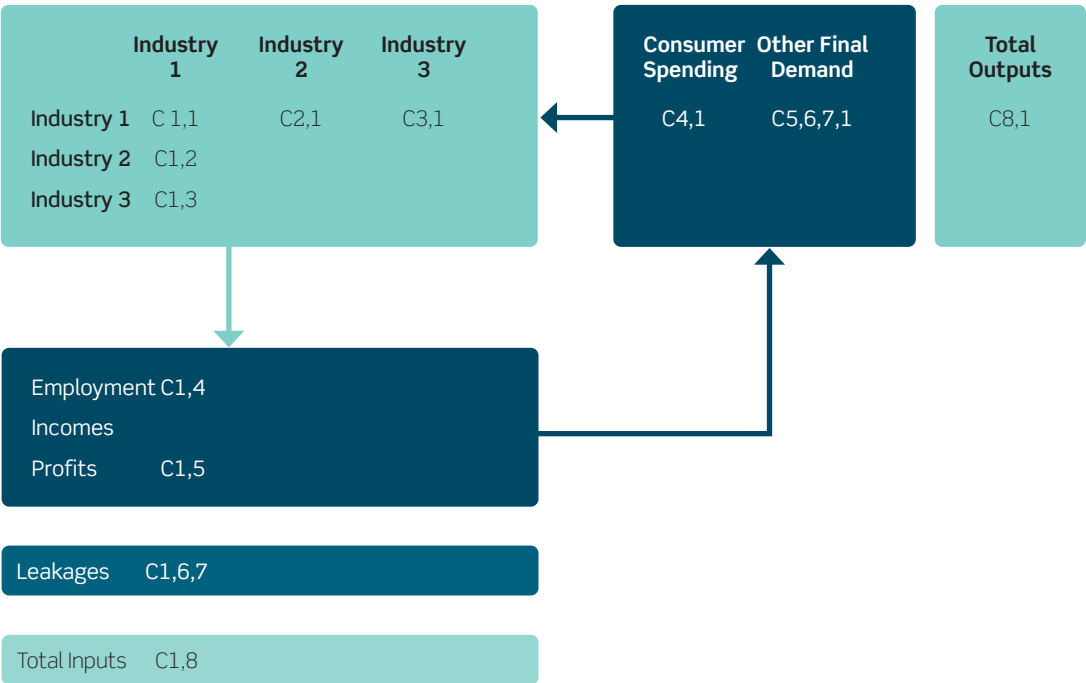 Industry 1 Industry 2 Industry 3 Consumer Spending Other Final Demand Total Outputs
Industry 1 C 1,1 C2,1 C3,1 C4,1 C5,6,7,1 C8,1
Industry 2 C1,2
Industry 3 C1,3
Employment C1,4
Incomes
Profits C1,5
Leakages C1,6,7
Total Inputs C1,8